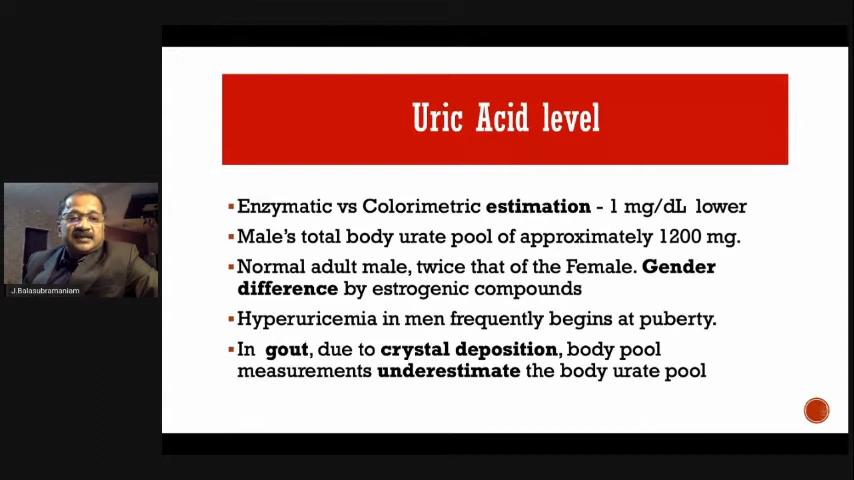 Uric Acid level
▪Enzymatic vs Colorimetric estimation - 1 mg/dL lower
▪Male's total body urate pool of approximately 1200 mg.
▪Normal adult male, twice that of the Female. Gender
difference by estrogenic compounds
▪Hyperuricemia in men frequently begins at puberty.
▪In gout, due to crystal deposition, body pool
measurements underestimate the body urate pool
J.Balasubramaniam